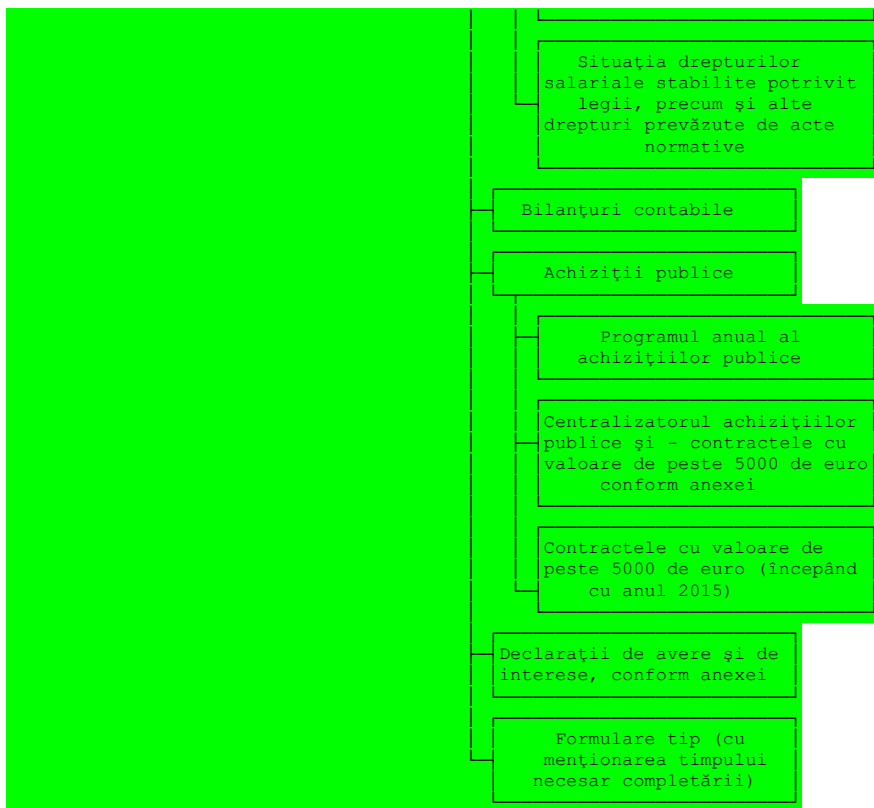 Situaţia drepturilor
salariale stabilite potrivit
legii, precum şi alte
drepturi prevăzute de acte
normative
Bilanţuri contabile
Achiziţii publice
Programul anual al
achiziţiilor publice
Centralizatorul achiziţiilor
publice şi - contractele cu
valoare de peste 5000 de euro
conform anexei
Contractele cu valoare de
peste 5000 de euro (începând
cu anul 2015)
Declaraţii de avere şi de
interese, conform anexei
Formulare tip (cu
menţionarea timpului
necesar completării)